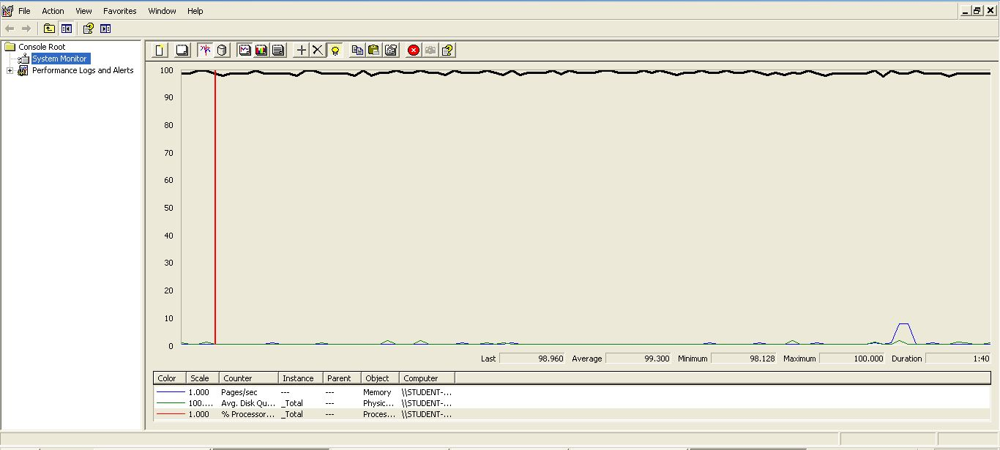 File Action View Favorites Window Help
Console Root
System Monitor
Performance Logs and Alerts
100
90
80
70
60
50
40
30
20
10
0
Last 98.960 Average 99.300 Minimum 98.128 Maximum 100.000 Duration 1:40
Color Scale Counter Instance Parent Object Computer
1.000 Pages/sec --- --- Memory \\STUDENT-...
100.... Avg. Disk Qu... _Total --- Physic... \\STUDENT-...
1.000 % Processor... _Total --- Proces... \\STUDENT-...